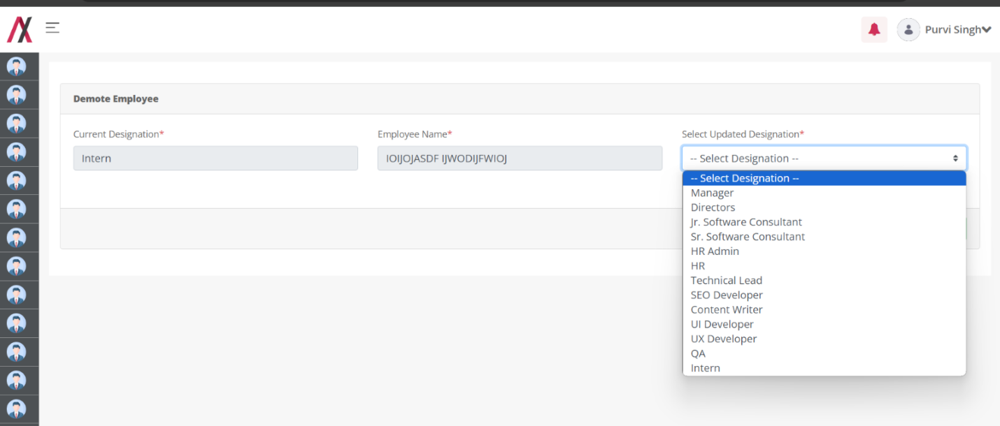 Purvi Singh
Demote Employee
Current Designation*
Employee Name*
Select Updated Designation*
Intern
IOIJOJASDF IJWODIJFWIOJ
-- Select Designation --
-- Select Designation --
Manager
Directors
Jr. Software Consultant
Sr. Software Consultant
HR Admin
HR
Technical Lead
SEO Developer
Content Writer
UI Developer
UX Developer
QA
Intern